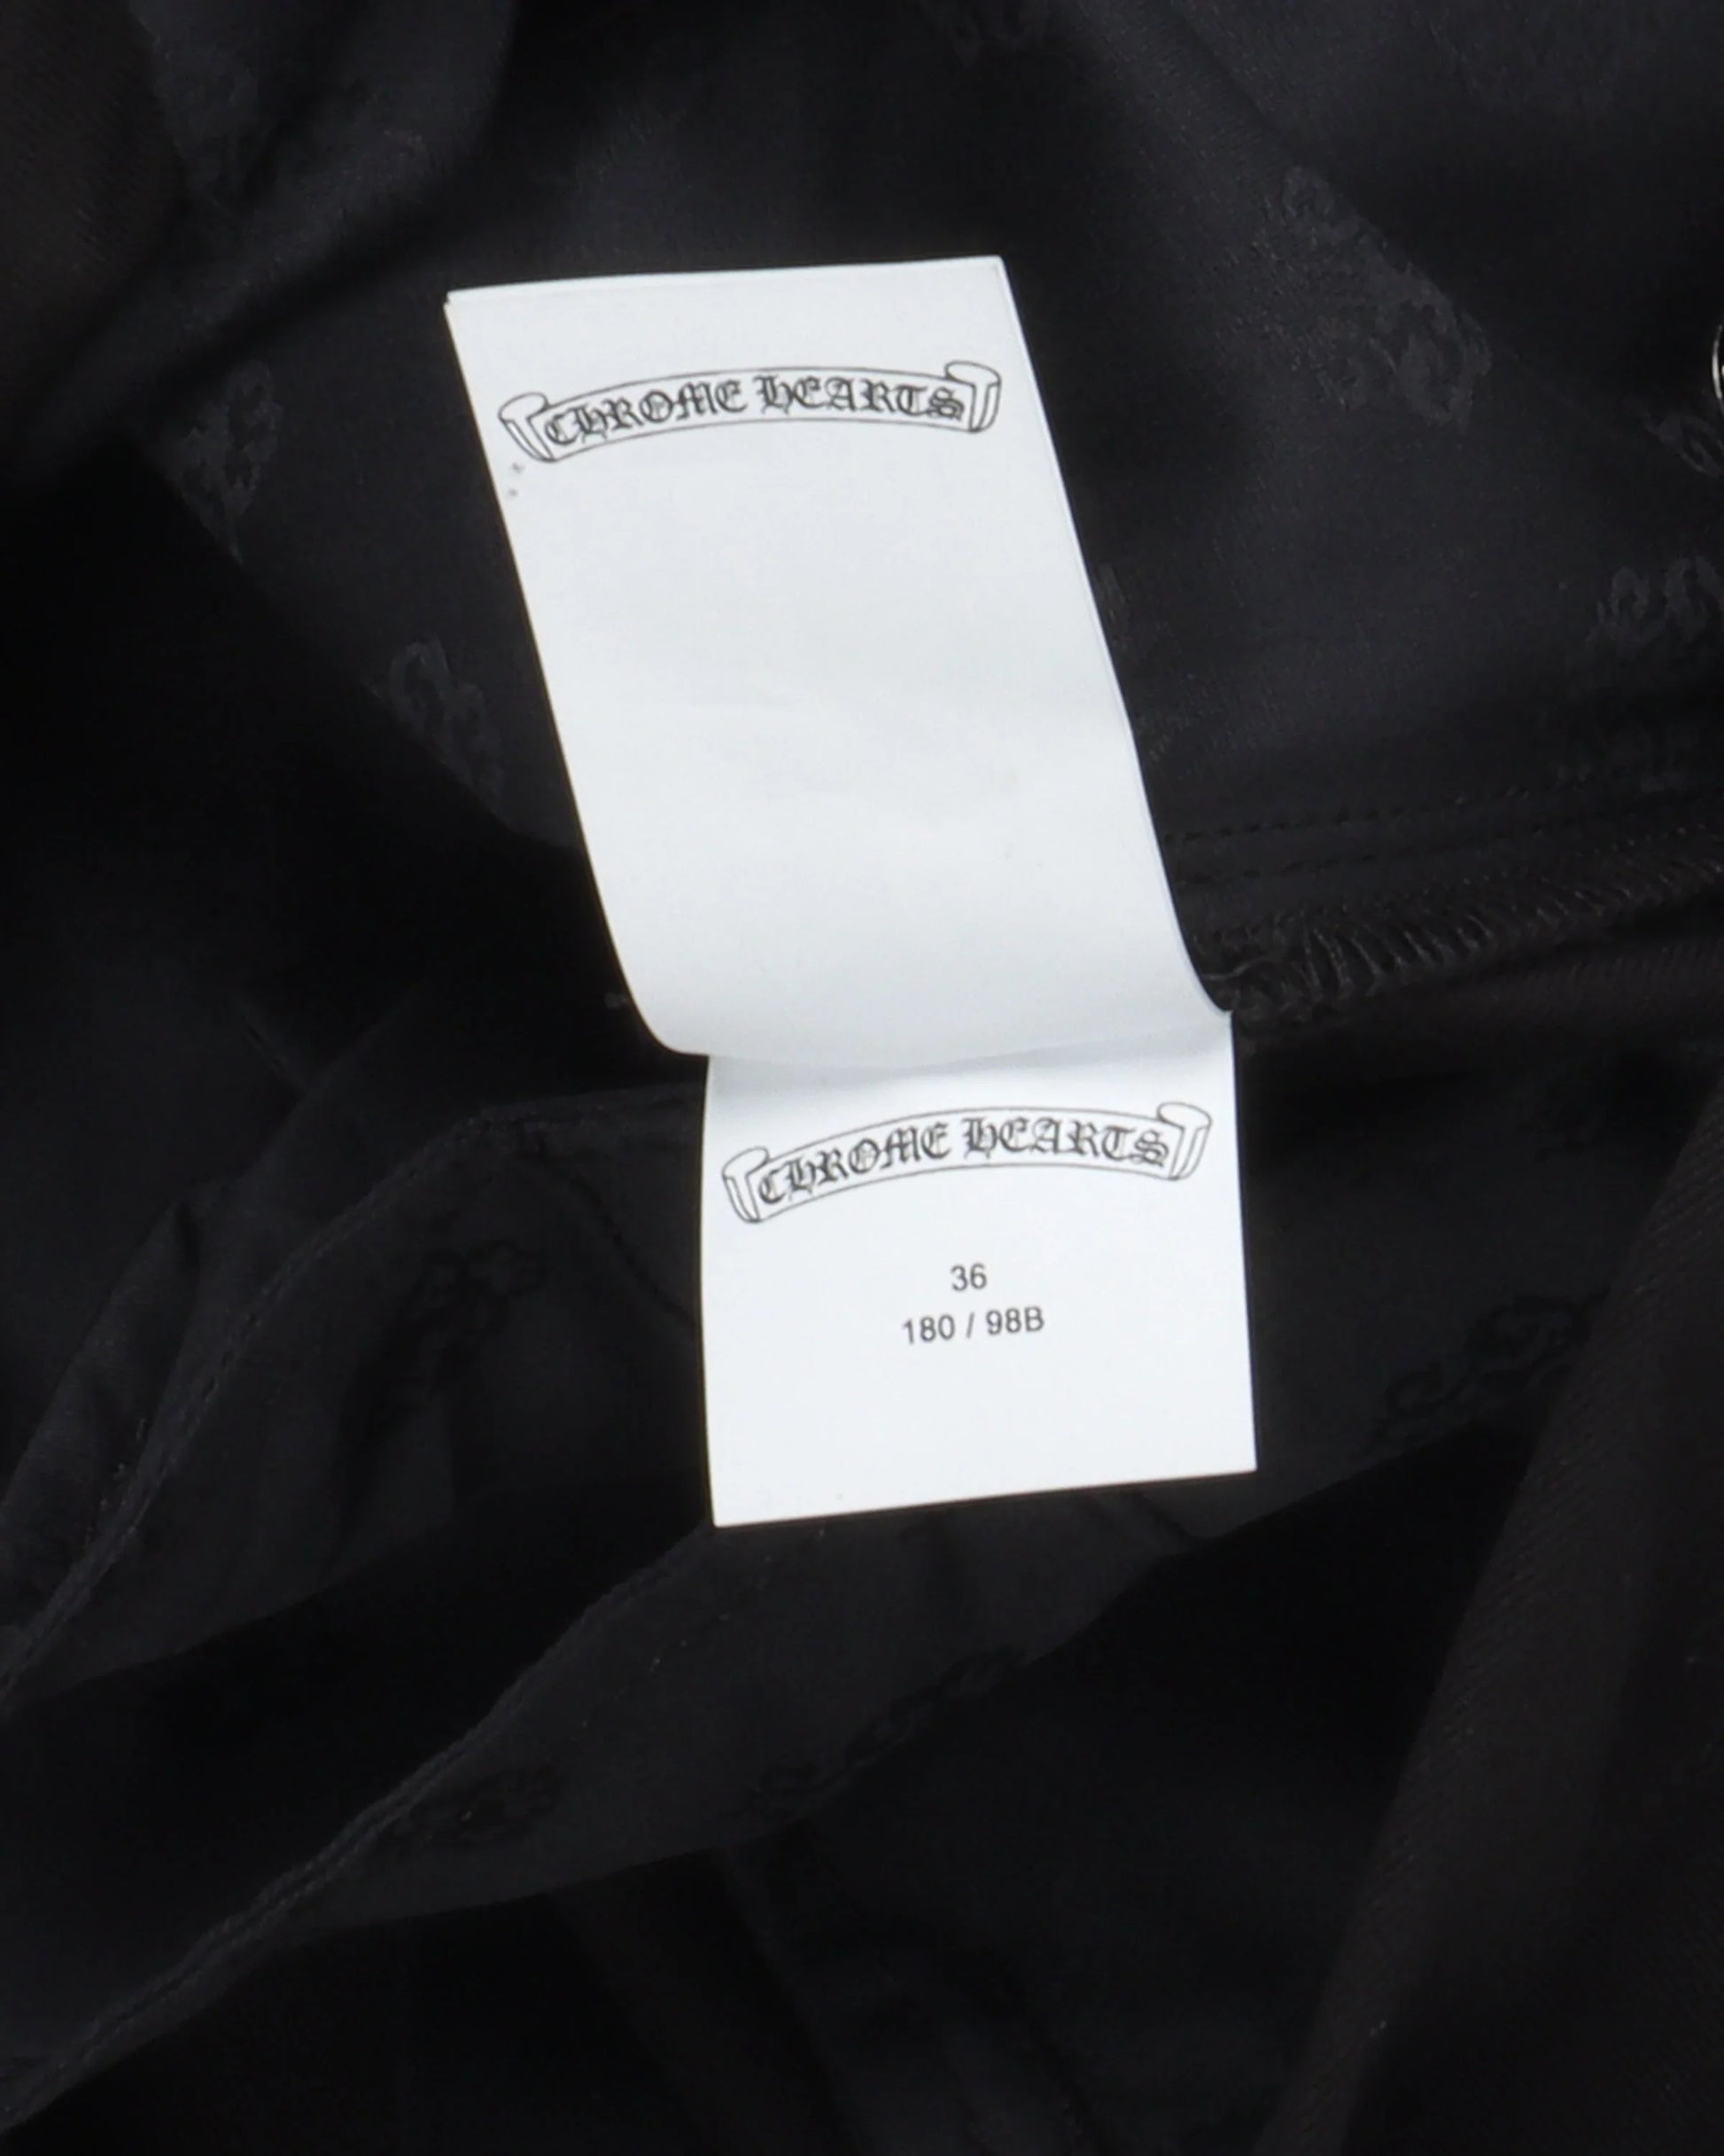 CHROME HEARTS
CHROME HEARTS
36
180 / 98B